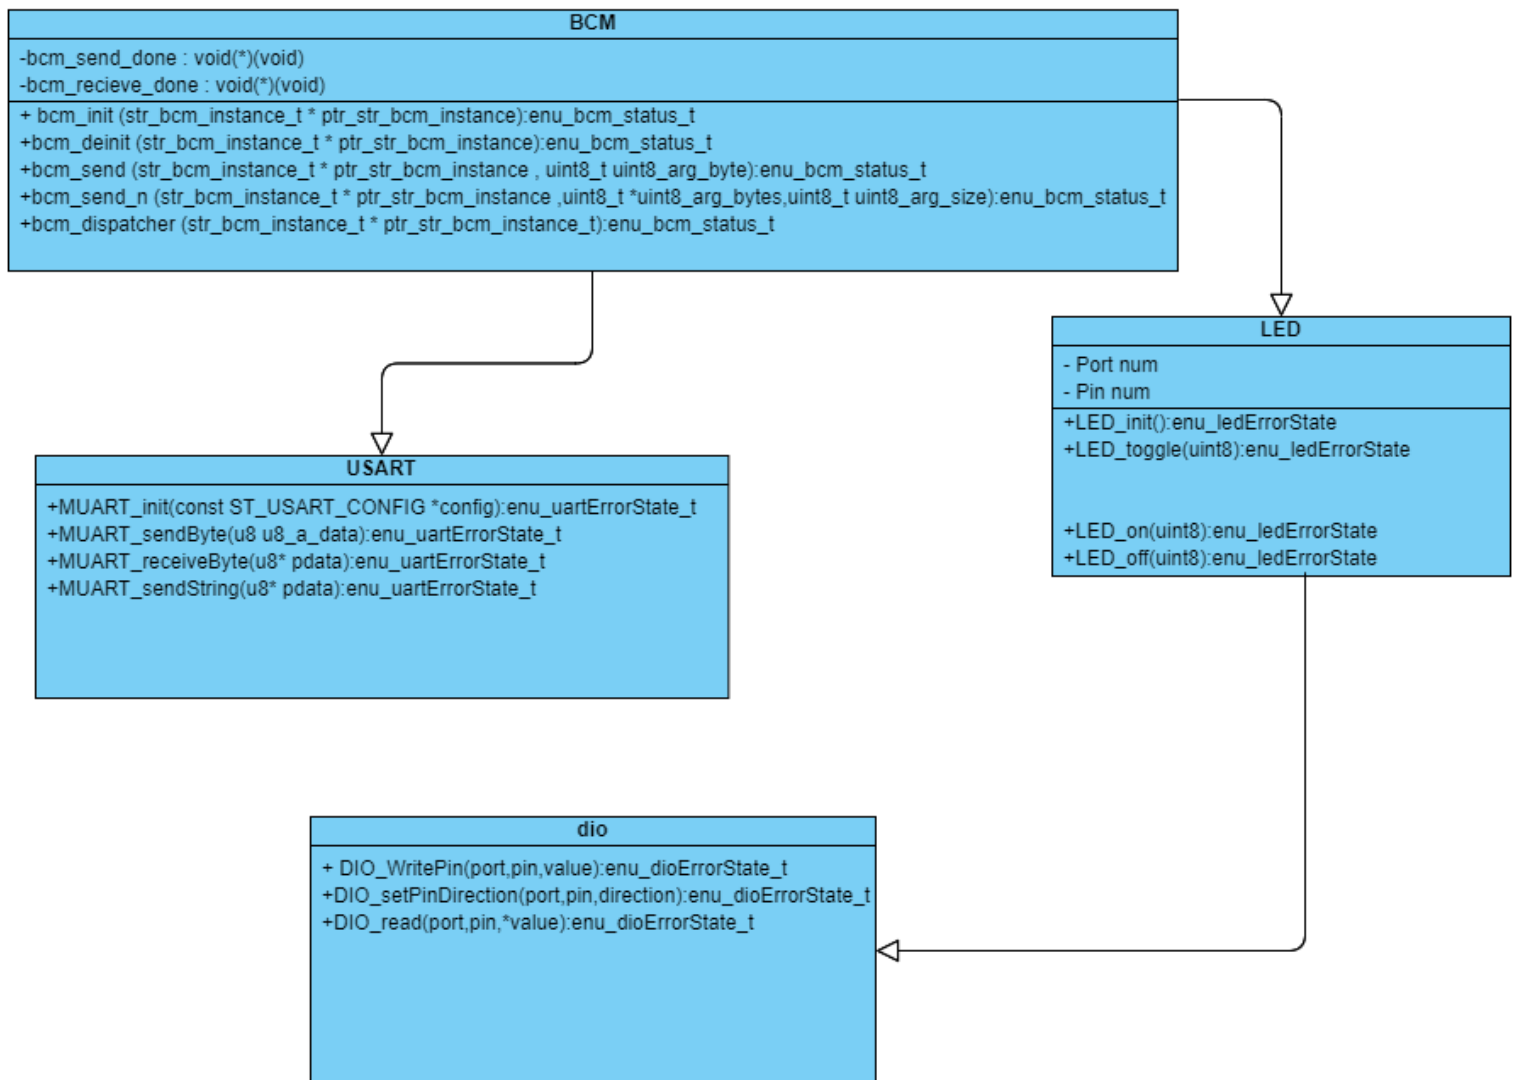 BCM
-bcm_send_done : void(*)(void)
-bcm_recieve_done : void(*)(void)
+ bcm_init (str_bcm_instance_t * ptr_str_bcm_instance):enu_bcm_status_t
+bcm_deinit (str_bcm_instance_t * ptr_str_bcm_instance):enu_bcm_status_t
+bcm_send (str_bcm_instance_t * ptr_str_bcm_instance , uint8_t uint8_arg_byte):enu_bcm_status_t
+bcm_send_n (str_bcm_instance_t * ptr_str_bcm_instance ,uint8_t *uint8_arg_bytes,uint8_t uint8_arg_size):enu_bcm_status_t
+bcm_dispatcher (str_bcm_instance_t * ptr_str_bcm_instance_t):enu_bcm_status_t
LED
- Port num
- Pin num
+LED_init():enu_ledErrorState
+LED_toggle(uint8):enu_ledErrorState
+LED_on(uint8):enu_ledErrorState
+LED_off(uint8):enu_ledErrorState
USART
+MUART_init(const ST_USART_CONFIG *config):enu_uartErrorState_t
+MUART_sendByte(u8 u8_a_data):enu_uartErrorState_t
+MUART_receiveByte(u8* pdata):enu_uartErrorState_t
+MUART_sendString(u8* pdata):enu_uartErrorState_t
dio
+ DIO_WritePin(port,pin,value):enu_dioErrorState_t
+DIO_setPinDirection(port,pin,direction):enu_dioErrorState_t
+DIO_read(port,pin,*value):enu_dioErrorState_t